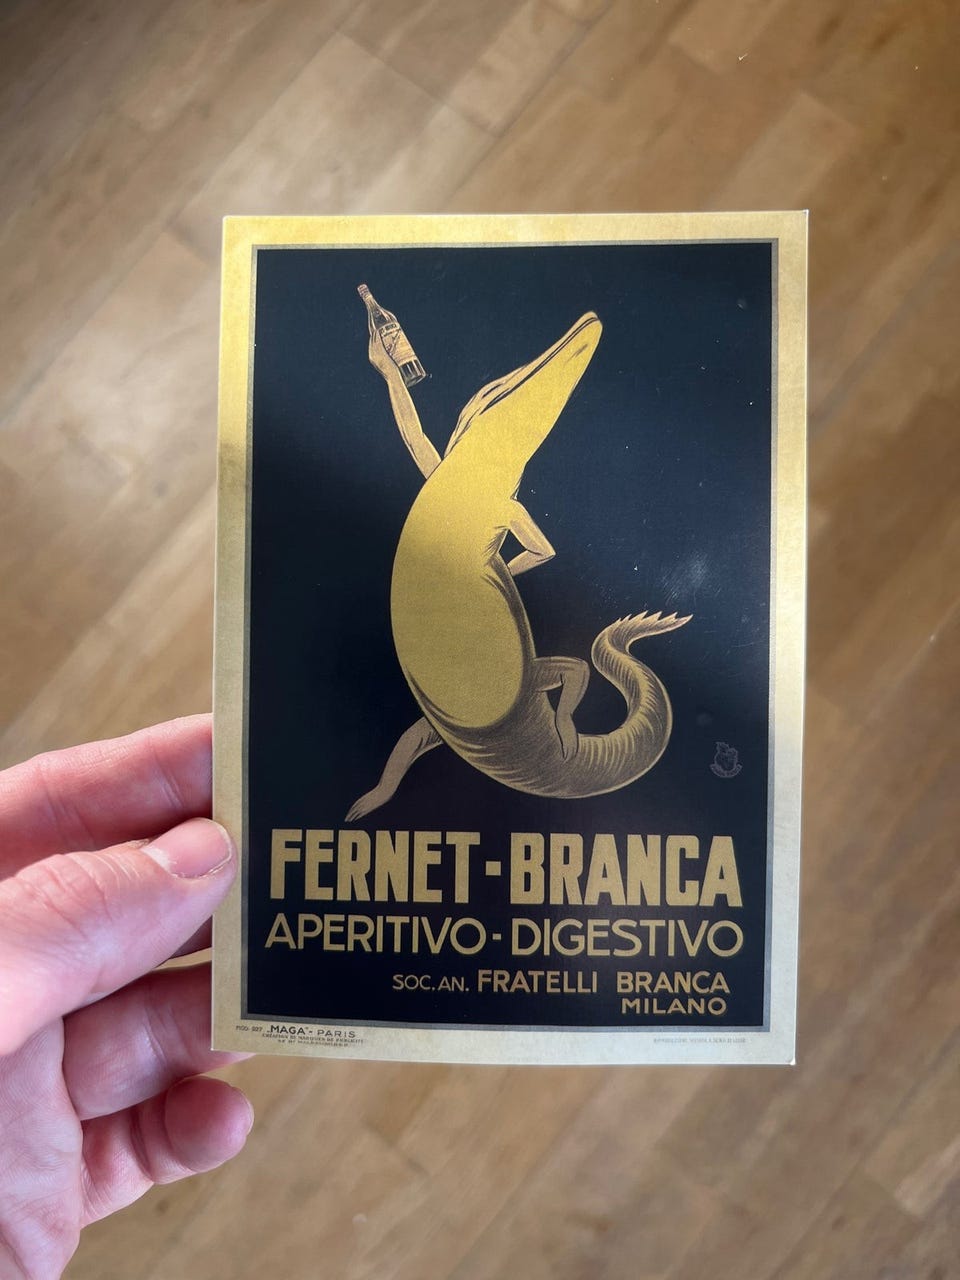 FERNET-BRANCA
APERITIVO-DIGESTIVO
SOC.AN. FRATELLI BRANCA
MILANO
„MAGA"- PARIS